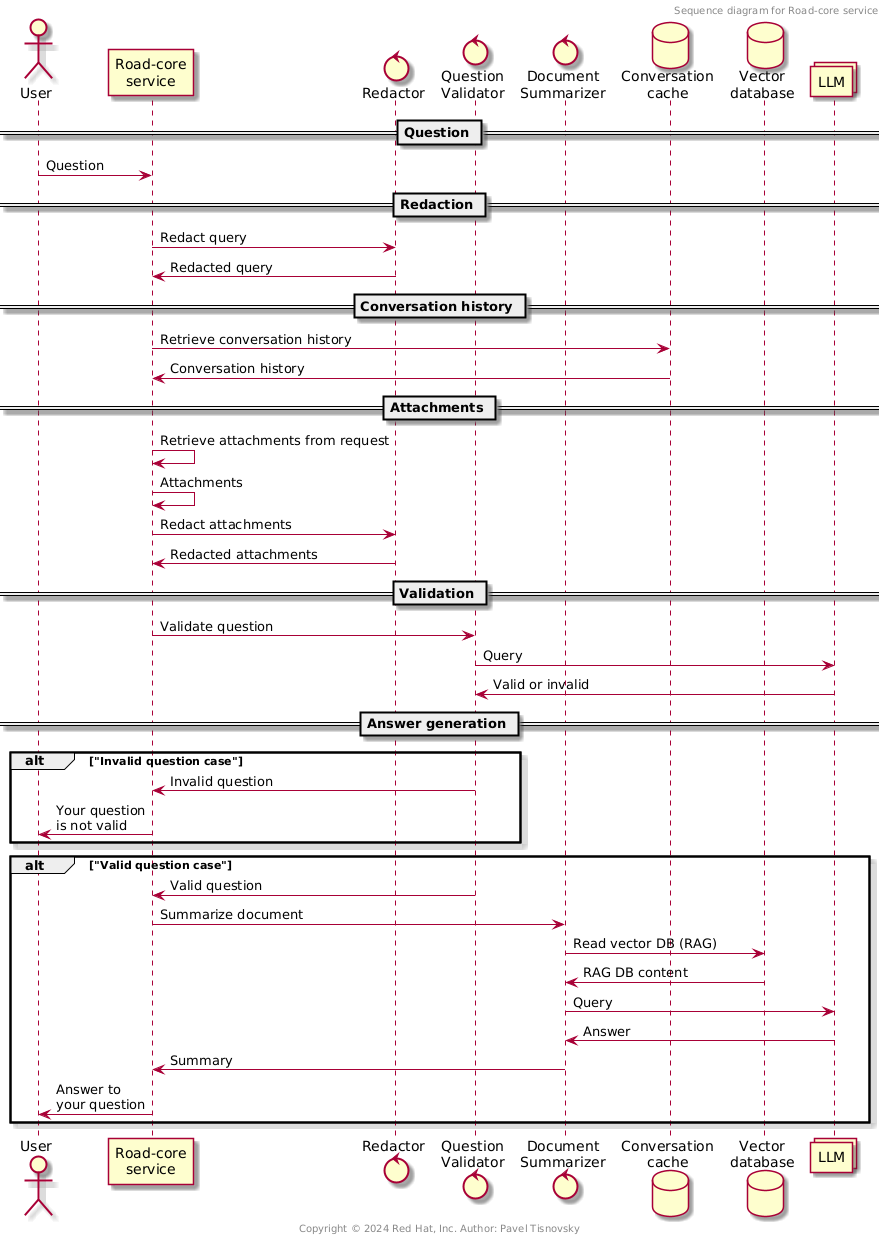 Sequence diagram for Road-core service
User
Road-core
service
Redactor
Question
Validator
Document
Summarizer
Conversation
cache
Vector
database
LLM
Question
Question
Redaction
Redact query
Redacted query
Conversation history
Retrieve conversation history
Conversation history
Attachments
Retrieve attachments from request
Attachments
Redact attachments
Redacted attachments
Validation
Validate question
Query
Valid or invalid
Answer generation
alt ["Invalid question case"]
Invalid question
Your question
is not valid
alt ["Valid question case"]
Valid question
Summarize document
Read vector DB (RAG)
RAG DB content
Query
Answer
Summary
Answer to
your question
User
Road-core
service
Redactor
Question
Validator
Document
Summarizer
Conversation
cache
Vector
database
LLM
Copyright © 2024 Red Hat, Inc. Author: Pavel Tisnovsky